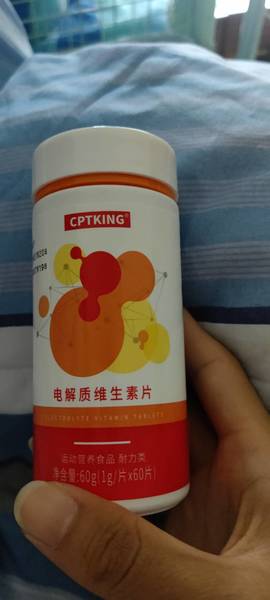 CPTKING®
电解质维生素片
ELECTROLYTE VITAMIN TABLETS
运动营养食品 耐力类
净含量:60g(1g/片x60片)